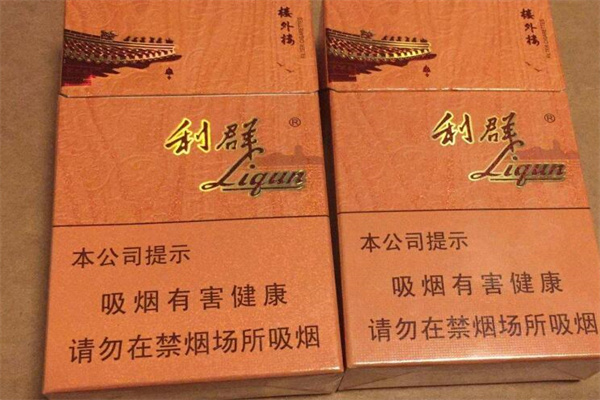 楼外楼
利群®
Liqun
本公司提示
吸烟有害健康
请勿在禁烟场所吸烟
楼外楼
利群®
Liqun
本公司提示
吸烟有害健康
请勿在禁烟场所吸烟